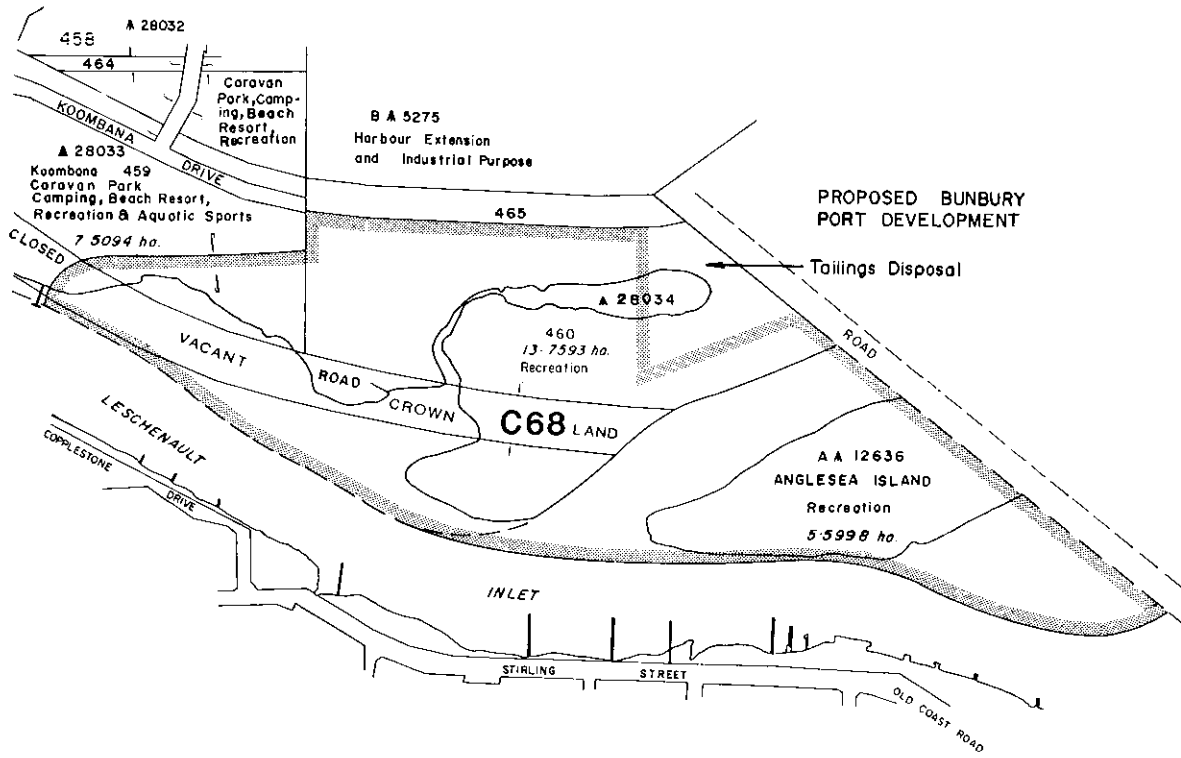 ▲ 28032
458
464
Caravan
Park,Camp-
ing, Beach
Resort,
Recreation
KOOMBANA
DRIVE
B ▲ 5275
Harbour Extension
and Industrial Purpose
▲ 28033
Koombana 459
Caravan Park
Camping, Beach Resort,
Recreation & Aquatic Sports
7 5094 ha.
465
PROPOSED BUNBURY
PORT DEVELOPMENT
Tailings Disposal
CLOSED
ROAD
▲ 28034
460
13·7593 ha.
Recreation
ROAD
VACANT
CROWN
LAND
C68
A ▲ 12636
ANGLESEA ISLAND
Recreation
5·5998 ha.
LESCHENAULT
INLET
COPPLESTONE
DRIVE
STIRLING
STREET
OLD COAST ROAD